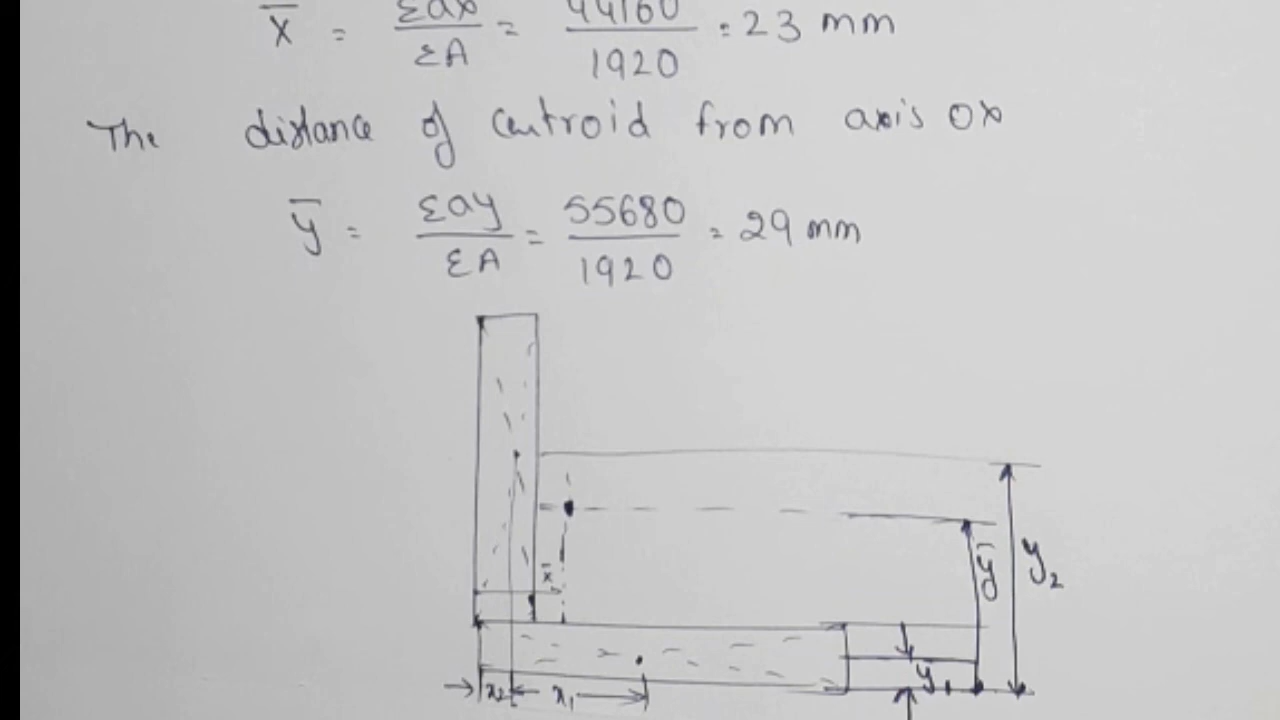 x̄ = Σax/ΣA = 44160/1920 = 23 mm
The distance of centroid from axis ox
ȳ = Σay/ΣA = 55680/1920 = 29 mm
x̄
ȳ
y₂
y₁
x₂
x₁